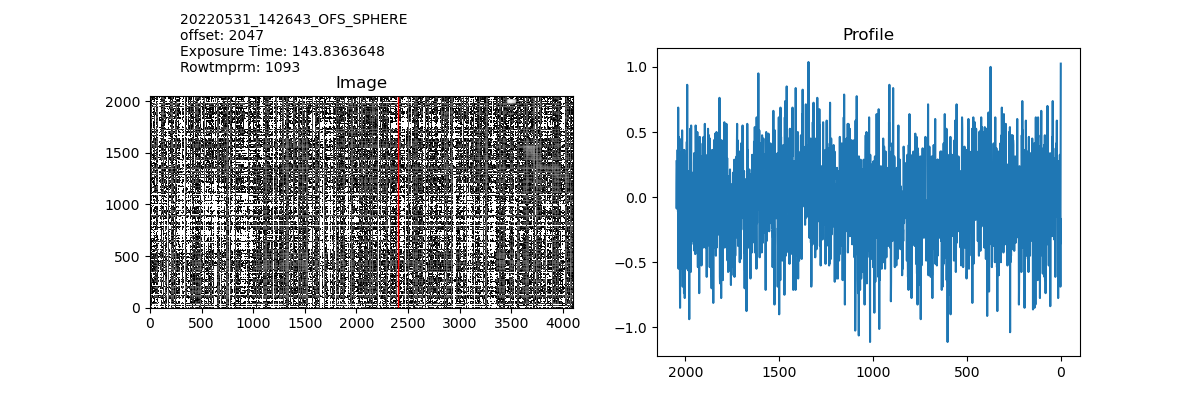 20220531_142643_OFS_SPHERE
offset: 2047
Exposure Time: 143.8363648
Rowtmprm: 1093
Image
2000
1500
1000
500
0
0 500 1000 1500 2000 2500 3000 3500 4000
Profile
1.0
0.5
0.0
−0.5
−1.0
2000 1500 1000 500 0